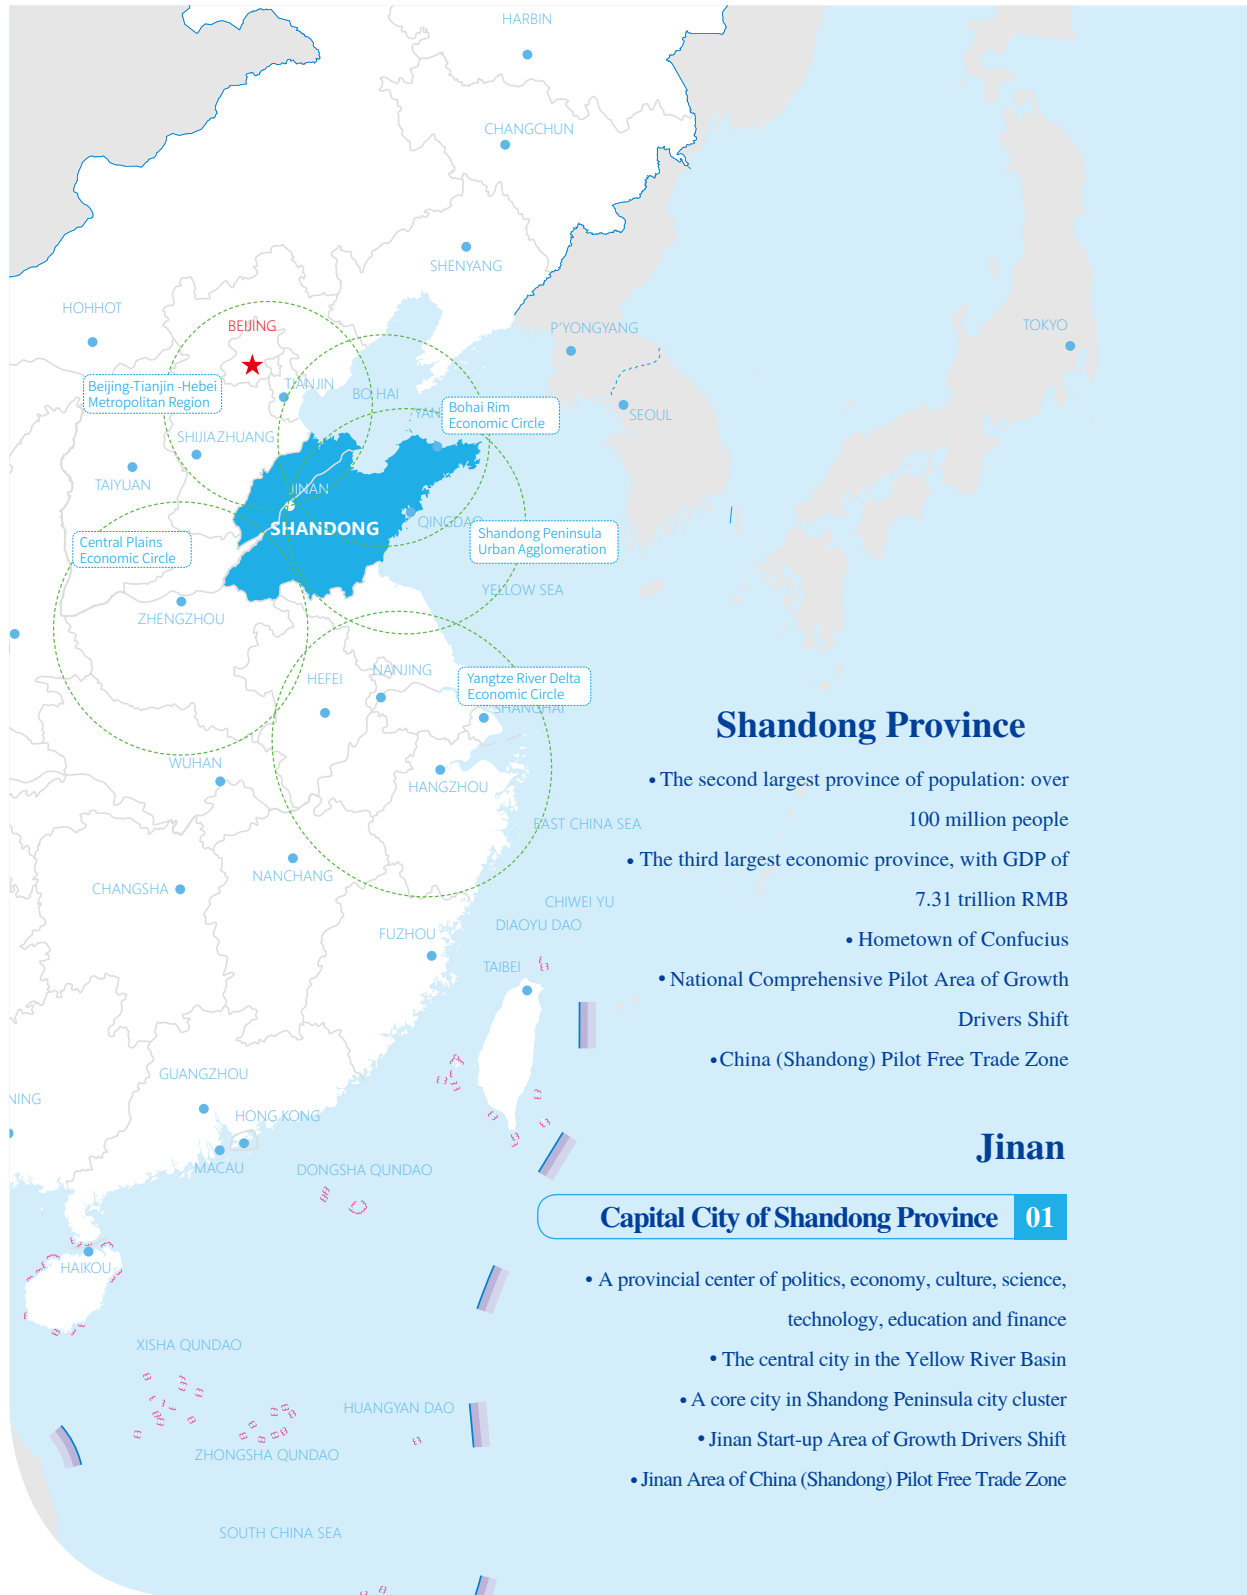 HARBIN
CHANGCHUN
SHENYANG
HOHHOT
BEIJING
P'YONGYANG
TOKYO
Beijing-Tianjin -Hebei
Metropolitan Region
TIANJIN
BO HAI
YAN
Bohai Rim
Economic Circle
SEOUL
SHIJIAZHUANG
TAIYUAN
JINAN
SHANDONG
QINGDAO
Central Plains
Economic Circle
Shandong Peninsula
Urban Agglomeration
YELLOW SEA
ZHENGZHOU
HEFEI
NANJING
Yangtze River Delta
Economic Circle
SHANGHAI
WUHAN
HANGZHOU
EAST CHINA SEA
NANCHANG
CHANGSHA
CHIWEI YU
DIAOYU DAO
FUZHOU
TAIBEI
GUANGZHOU
NING
HONG KONG
MACAU
DONGSHA QUNDAO
HAIKOU
XISHA QUNDAO
HUANGYAN DAO
ZHONGSHA QUNDAO
SOUTH CHINA SEA
Shandong Province
• The second largest province of population: over
100 million people
• The third largest economic province, with GDP of
7.31 trillion RMB
• Hometown of Confucius
• National Comprehensive Pilot Area of Growth
Drivers Shift
• China (Shandong) Pilot Free Trade Zone
Jinan
Capital City of Shandong Province 01
• A provincial center of politics, economy, culture, science,
technology, education and finance
• The central city in the Yellow River Basin
• A core city in Shandong Peninsula city cluster
• Jinan Start-up Area of Growth Drivers Shift
• Jinan Area of China (Shandong) Pilot Free Trade Zone